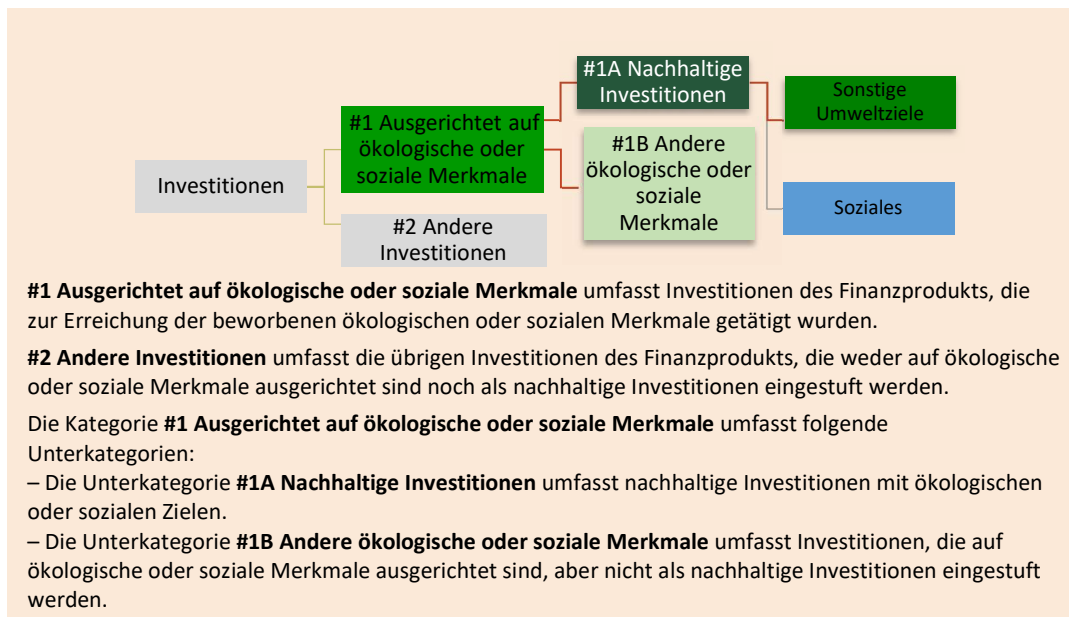 #1A Nachhaltige
Investitionen
Sonstige
Umweltziele
#1 Ausgerichtet auf
ökologische oder
soziale Merkmale
#1B Andere
ökologische oder
soziale
Merkmale
Investitionen
Soziales
#2 Andere
Investitionen
#1 Ausgerichtet auf ökologische oder soziale Merkmale umfasst Investitionen des Finanzprodukts, die
zur Erreichung der beworbenen ökologischen oder sozialen Merkmale getätigt wurden.
#2 Andere Investitionen umfasst die übrigen Investitionen des Finanzprodukts, die weder auf ökologische
oder soziale Merkmale ausgerichtet sind noch als nachhaltige Investitionen eingestuft werden.
Die Kategorie #1 Ausgerichtet auf ökologische oder soziale Merkmale umfasst folgende
Unterkategorien:
– Die Unterkategorie #1A Nachhaltige Investitionen umfasst nachhaltige Investitionen mit ökologischen
oder sozialen Zielen.
– Die Unterkategorie #1B Andere ökologische oder soziale Merkmale umfasst Investitionen, die auf
ökologische oder soziale Merkmale ausgerichtet sind, aber nicht als nachhaltige Investitionen eingestuft
werden.